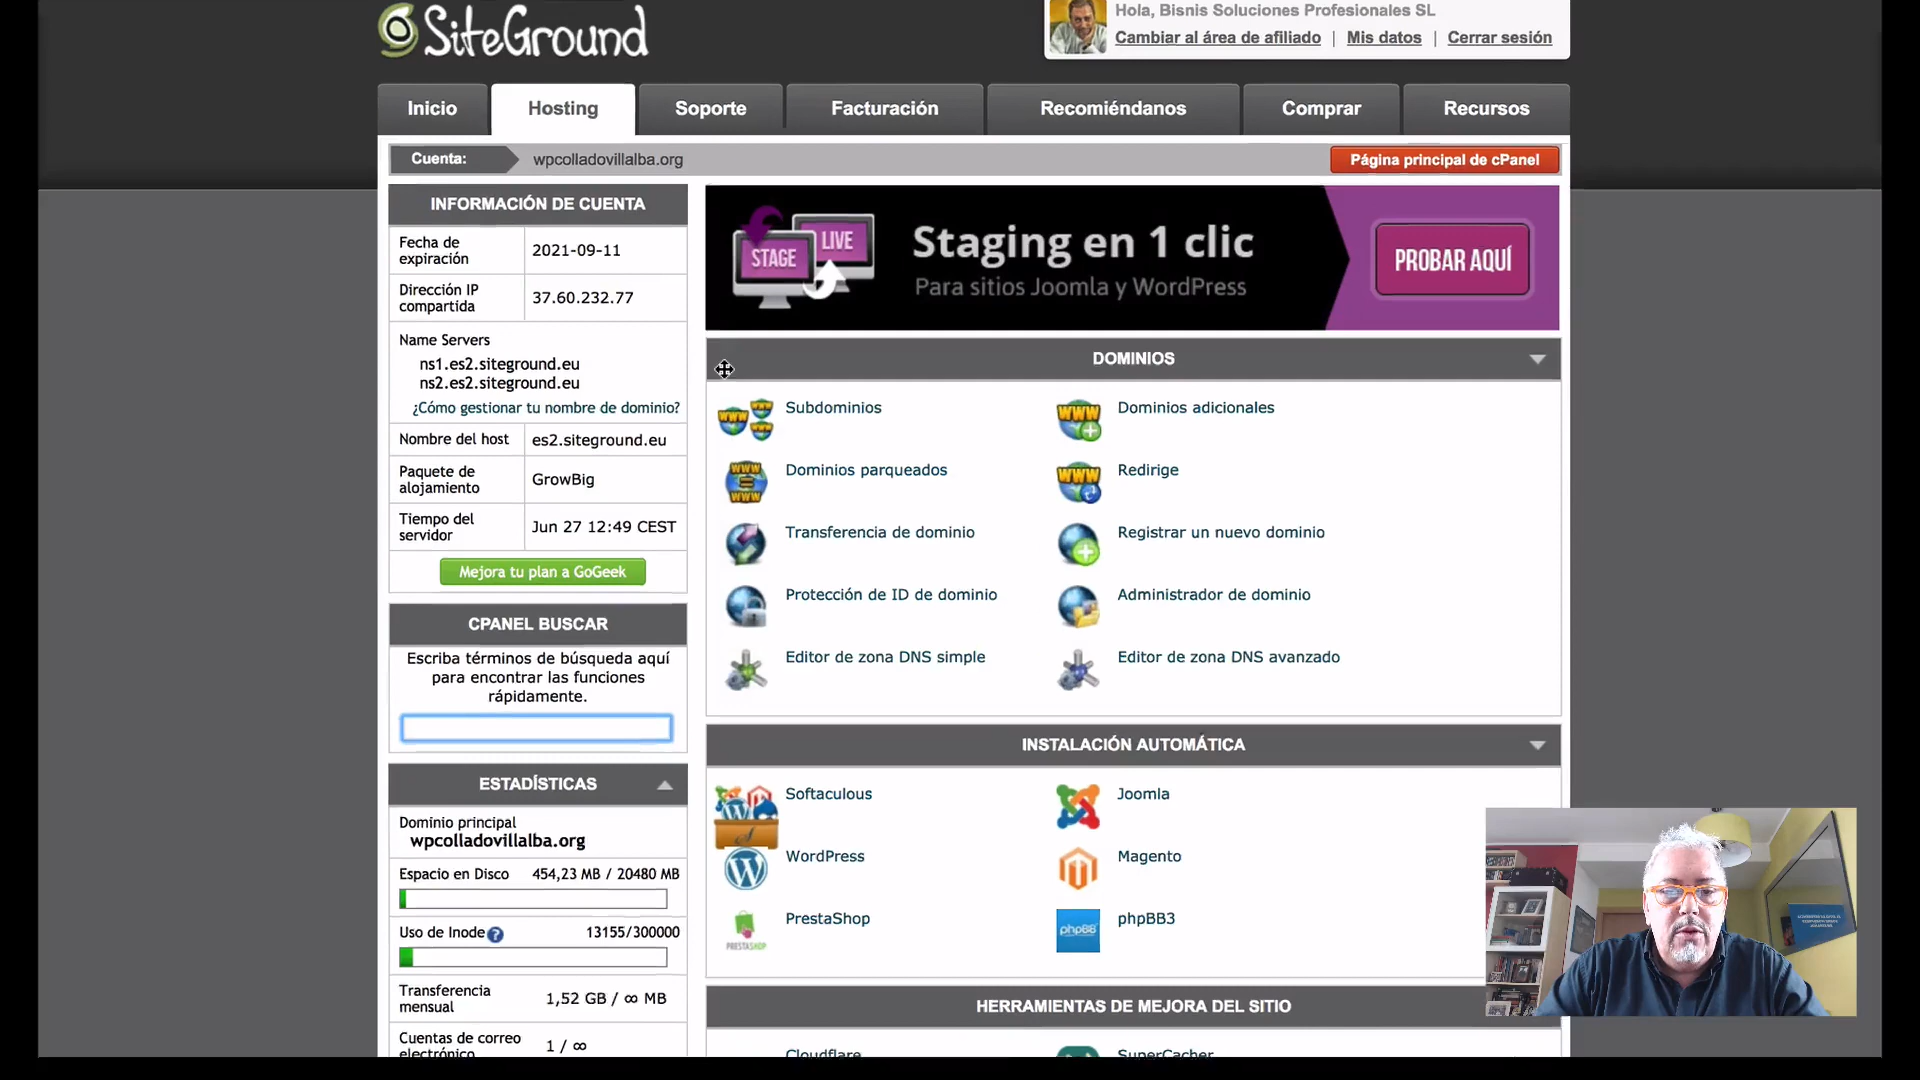 SiteGround
Hola, Bisnis Soluciones Profesionales SL
Cambiar al área de afiliado | Mis datos | Cerrar sesión
Inicio
Hosting
Soporte
Facturación
Recomiéndanos
Comprar
Recursos
Cuenta:
wpcolladovillalba.org
Página principal de cPanel
INFORMACIÓN DE CUENTA
Fecha de
expiración
2021-09-11
Dirección IP
compartida
37.60.232.77
Name Servers
ns1.es2.siteground.eu
ns2.es2.siteground.eu
¿Cómo gestionar tu nombre de dominio?
Nombre del host
es2.siteground.eu
Paquete de
alojamiento
GrowBig
Tiempo del
servidor
Jun 27 12:49 CEST
Mejora tu plan a GoGeek
CPANEL BUSCAR
Escriba términos de búsqueda aquí
para encontrar las funciones
rápidamente.
ESTADÍSTICAS
Dominio principal
wpcolladovillalba.org
Espacio en Disco
454,23 MB / 20480 MB
Uso de Inode
?
13155/300000
Transferencia
mensual
1,52 GB / ∞ MB
Cuentas de correo
electrónico
1 / ∞
STAGE
LIVE
Staging en 1 clic
Para sitios Joomla y WordPress
PROBAR AQUÍ
DOMINIOS
Subdominios
Dominios adicionales
Dominios parqueados
Redirige
Transferencia de dominio
Registrar un nuevo dominio
Protección de ID de dominio
Administrador de dominio
Editor de zona DNS simple
Editor de zona DNS avanzado
INSTALACIÓN AUTOMÁTICA
Softaculous
Joomla
WordPress
Magento
PrestaShop
phpBB3
HERRAMIENTAS DE MEJORA DEL SITIO
Cloudflare
SuperCacher